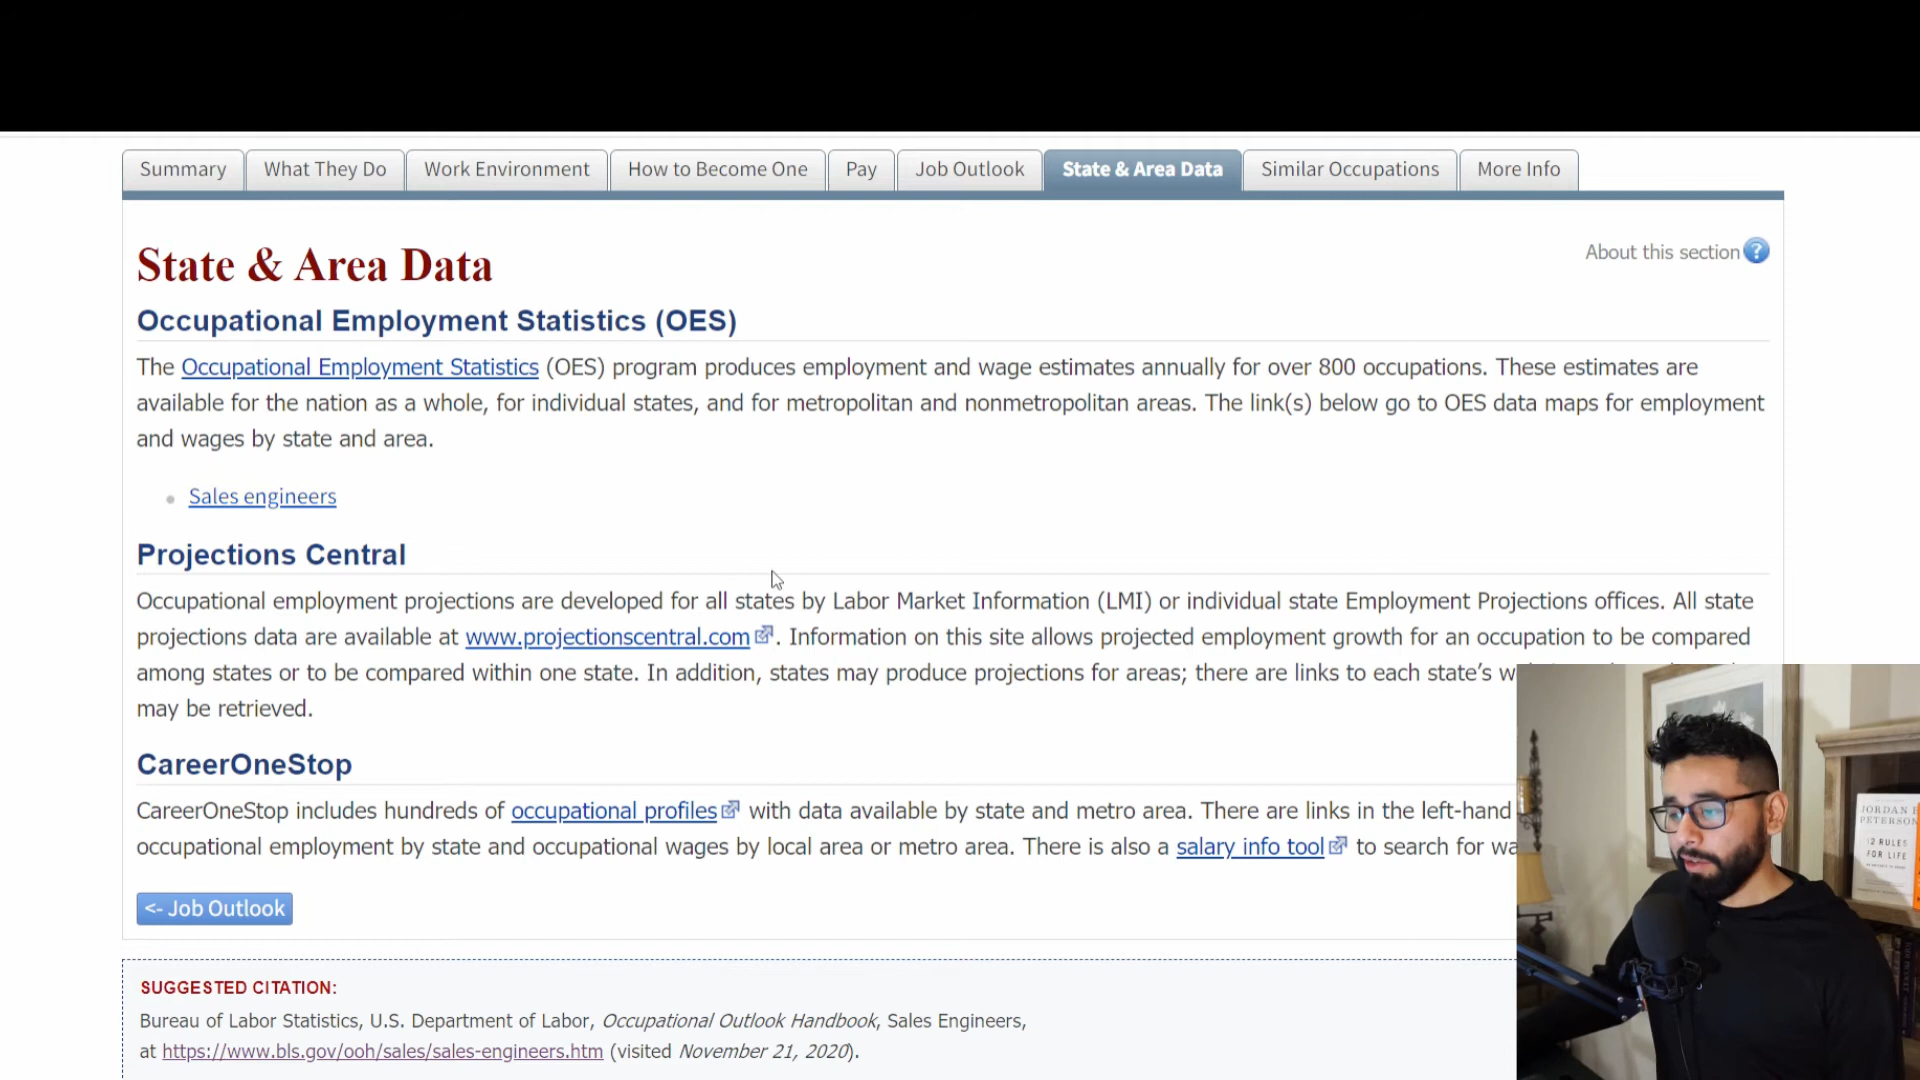 Summary What They Do Work Environment How to Become One Pay Job Outlook State & Area Data Similar Occupations More Info
State & Area Data
About this section ?
Occupational Employment Statistics (OES)
The Occupational Employment Statistics (OES) program produces employment and wage estimates annually for over 800 occupations. These estimates are
available for the nation as a whole, for individual states, and for metropolitan and nonmetropolitan areas. The link(s) below go to OES data maps for employment
and wages by state and area.
Sales engineers
Projections Central
Occupational employment projections are developed for all states by Labor Market Information (LMI) or individual state Employment Projections offices. All state
projections data are available at www.projectionscentral.com. Information on this site allows projected employment growth for an occupation to be compared
among states or to be compared within one state. In addition, states may produce projections for areas; there are links to each state’s
may be retrieved.
CareerOneStop
CareerOneStop includes hundreds of occupational profiles with data available by state and metro area. There are links in the left-hand
occupational employment by state and occupational wages by local area or metro area. There is also a salary info tool to search for
<- Job Outlook
SUGGESTED CITATION:
Bureau of Labor Statistics, U.S. Department of Labor, Occupational Outlook Handbook, Sales Engineers,
at https://www.bls.gov/ooh/sales/sales-engineers.htm (visited November 21, 2020).
JORDAN
PETERSON
12 RULES
FOR LIFE